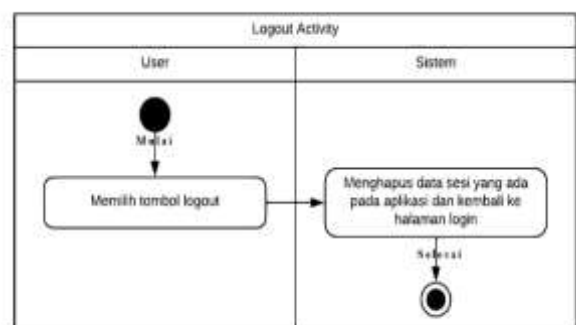 Logout Activity
User
Sistem
Mulai
Memilih tombol logout
Menghapus data sesi yang ada
pada aplikasi dan kembali ke
halaman login
Selesai